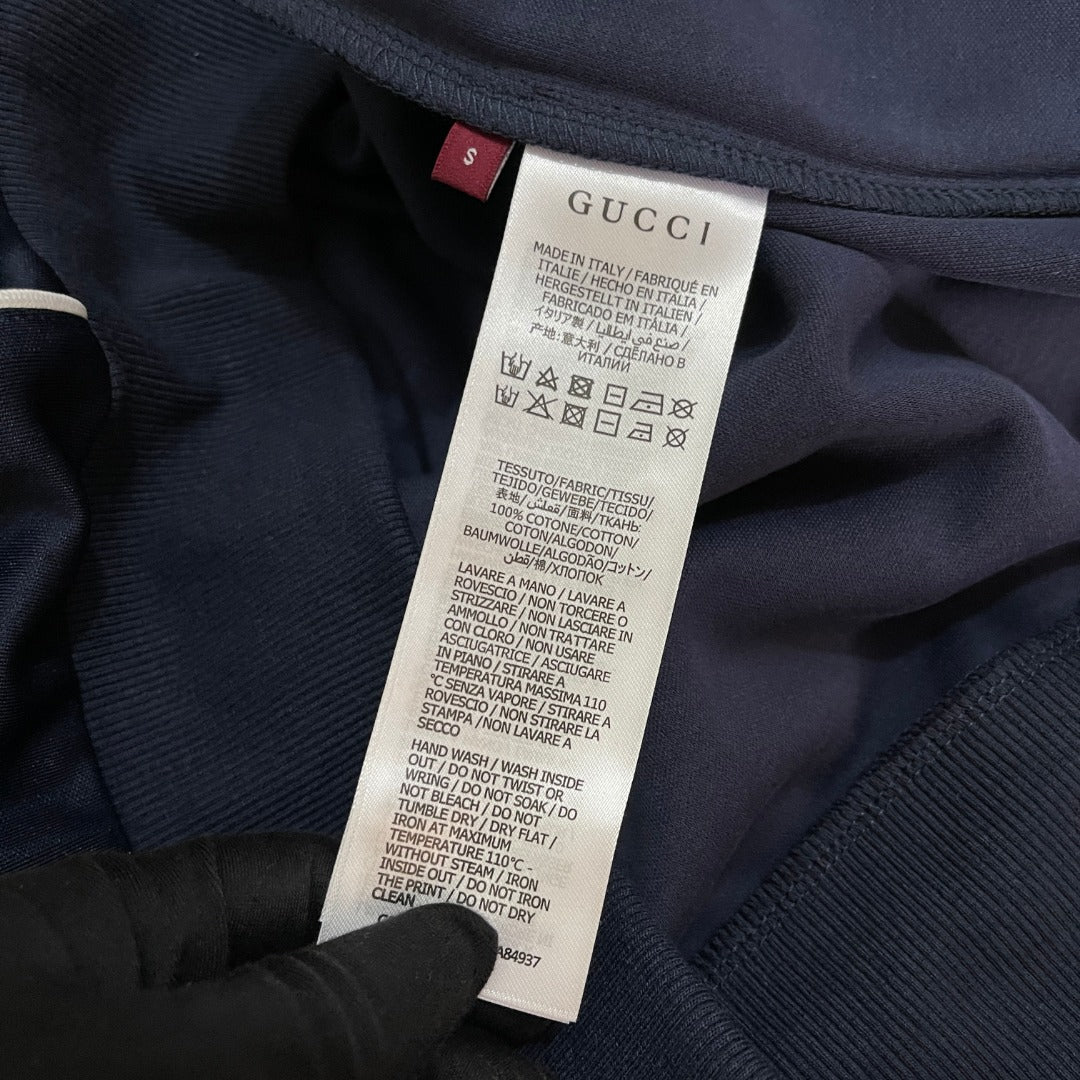 S
GUCCI
MADE IN ITALY / FABRIQUÉ EN
ITALIE / HECHO EN ITALIA /
HERGESTELLT IN ITALIEN /
FABRICADO EM ITÁLIA /
イタリア製 / صنع في ايطاليا /
产地: 意大利 / СДЕЛАНО В
ИТАЛИИ
TESSUTO/FABRIC/TISSU/
TEJIDO/GEWEBE/TECIDO/
表地/قماش/面料/ТКАНЬ:
100% COTONE/COTTON/
COTON/ALGODON/
BAUMWOLLE/ALGODÃO/コットン/
قطن/棉/ХЛОПОК
LAVARE A MANO / LAVARE A
ROVESCIO / NON TORCERE O
STRIZZARE / NON LASCIARE IN
AMMOLLO / NON TRATTARE
CON CLORO / NON USARE
ASCIUGATRICE / ASCIUGARE
IN PIANO / STIRARE A
TEMPERATURA MASSIMA 110
°C SENZA VAPORE / STIRARE A
ROVESCIO / NON STIRARE LA
STAMPA / NON LAVARE A
SECCO
HAND WASH / WASH INSIDE
OUT / DO NOT TWIST OR
WRING / DO NOT SOAK / DO
NOT BLEACH / DO NOT
TUMBLE DRY / DRY FLAT /
IRON AT MAXIMUM
TEMPERATURE 110°C -
WITHOUT STEAM / IRON
INSIDE OUT / DO NOT IRON
THE PRINT / DO NOT DRY
CLEAN
A84937